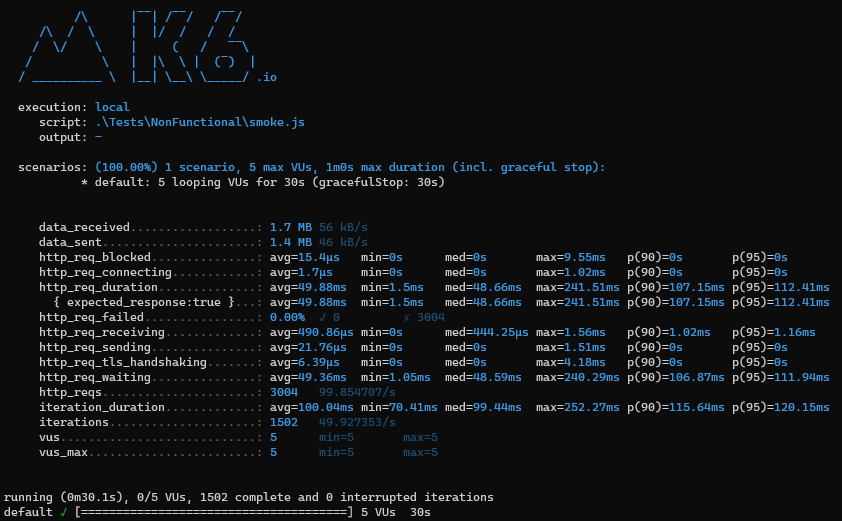 K6
.io
execution: local
script: .\Tests\NonFunctional\smoke.js
output: -
scenarios: (100.00%) 1 scenario, 5 max VUs, 1m0s max duration (incl. graceful stop):
* default: 5 looping VUs for 30s (gracefulStop: 30s)
data_received..................: 1.7 MB 56 kB/s
data_sent......................: 1.4 MB 46 kB/s
http_req_blocked...............: avg=15.4µs min=0s med=0s max=9.55ms p(90)=0s p(95)=0s
http_req_connecting............: avg=1.7µs min=0s med=0s max=1.02ms p(90)=0s p(95)=0s
http_req_duration..............: avg=49.88ms min=1.5ms med=48.66ms max=241.51ms p(90)=107.15ms p(95)=112.41ms
{ expected_response:true }...: avg=49.88ms min=1.5ms med=48.66ms max=241.51ms p(90)=107.15ms p(95)=112.41ms
http_req_failed................: 0.00% ✓ 0 ✗ 3004
http_req_receiving.............: avg=490.86µs min=0s med=444.25µs max=1.56ms p(90)=1.02ms p(95)=1.16ms
http_req_sending...............: avg=21.76µs min=0s med=0s max=1.51ms p(90)=0s p(95)=0s
http_req_tls_handshaking.......: avg=6.39µs min=0s med=0s max=4.18ms p(90)=0s p(95)=0s
http_req_waiting...............: avg=49.36ms min=1.05ms med=48.59ms max=240.29ms p(90)=106.87ms p(95)=111.94ms
http_reqs......................: 3004 99.854707/s
iteration_duration.............: avg=100.04ms min=70.41ms med=99.44ms max=252.27ms p(90)=115.64ms p(95)=120.15ms
iterations.....................: 1502 49.927353/s
vus............................: 5 min=5 max=5
vus_max........................: 5 min=5 max=5
running (0m30.1s), 0/5 VUs, 1502 complete and 0 interrupted iterations
default ✓ [======================================] 5 VUs 30s